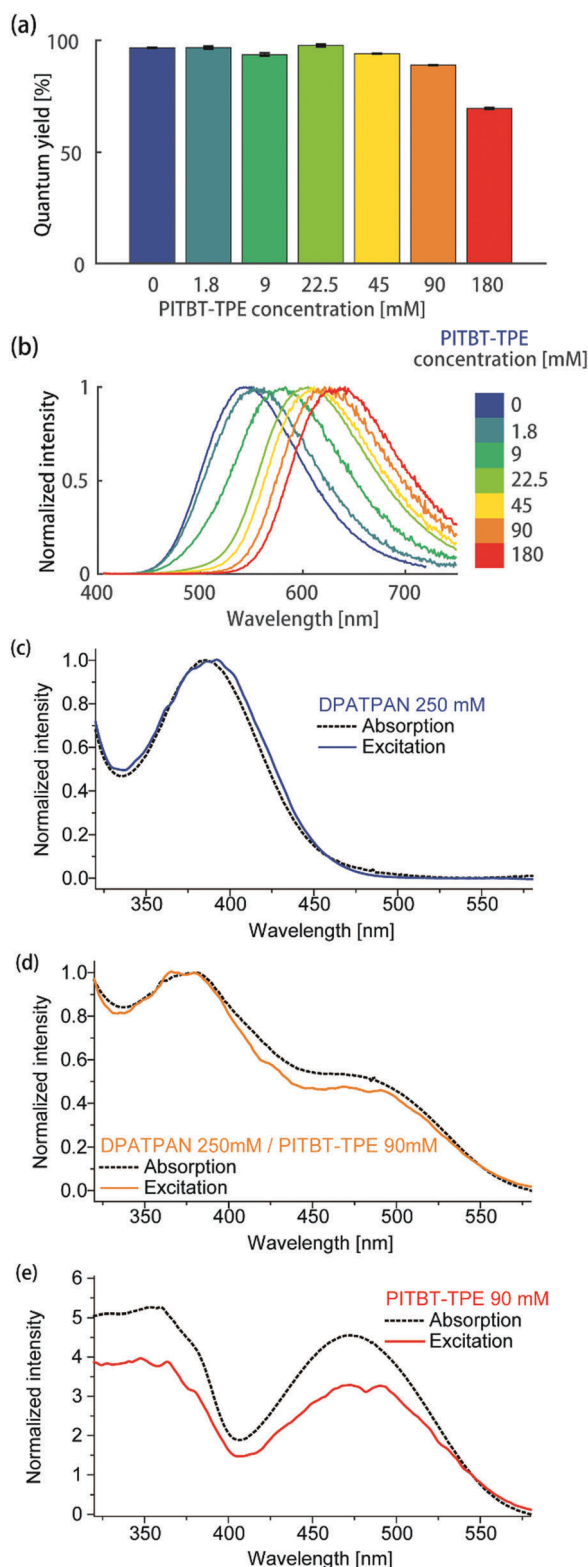 (a)
100
50
0
Quantum yield [%]
0 1.8 9 22.5 45 90 180
PITBT-TPE concentration [mM]
(b)
PITBT-TPE
concentration [mM]
1
0.5
0
Normalized intensity
400 500 600 700
Wavelength [nm]
0
1.8
9
22.5
45
90
180
(c)
1.0
0.8
0.6
0.4
0.2
0.0
Normalized intensity
DPATPAN 250 mM
Absorption
Excitation
350 400 450 500 550
Wavelength [nm]
(d)
1.0
0.8
0.6
0.4
0.2
0.0
Normalized intensity
DPATPAN 250mM / PITBT-TPE 90mM
Absorption
Excitation
350 400 450 500 550
Wavelength [nm]
(e)
6
5
4
3
2
1
0
Normalized intensity
PITBT-TPE 90 mM
Absorption
Excitation
350 400 450 500 550
Wavelength [nm]